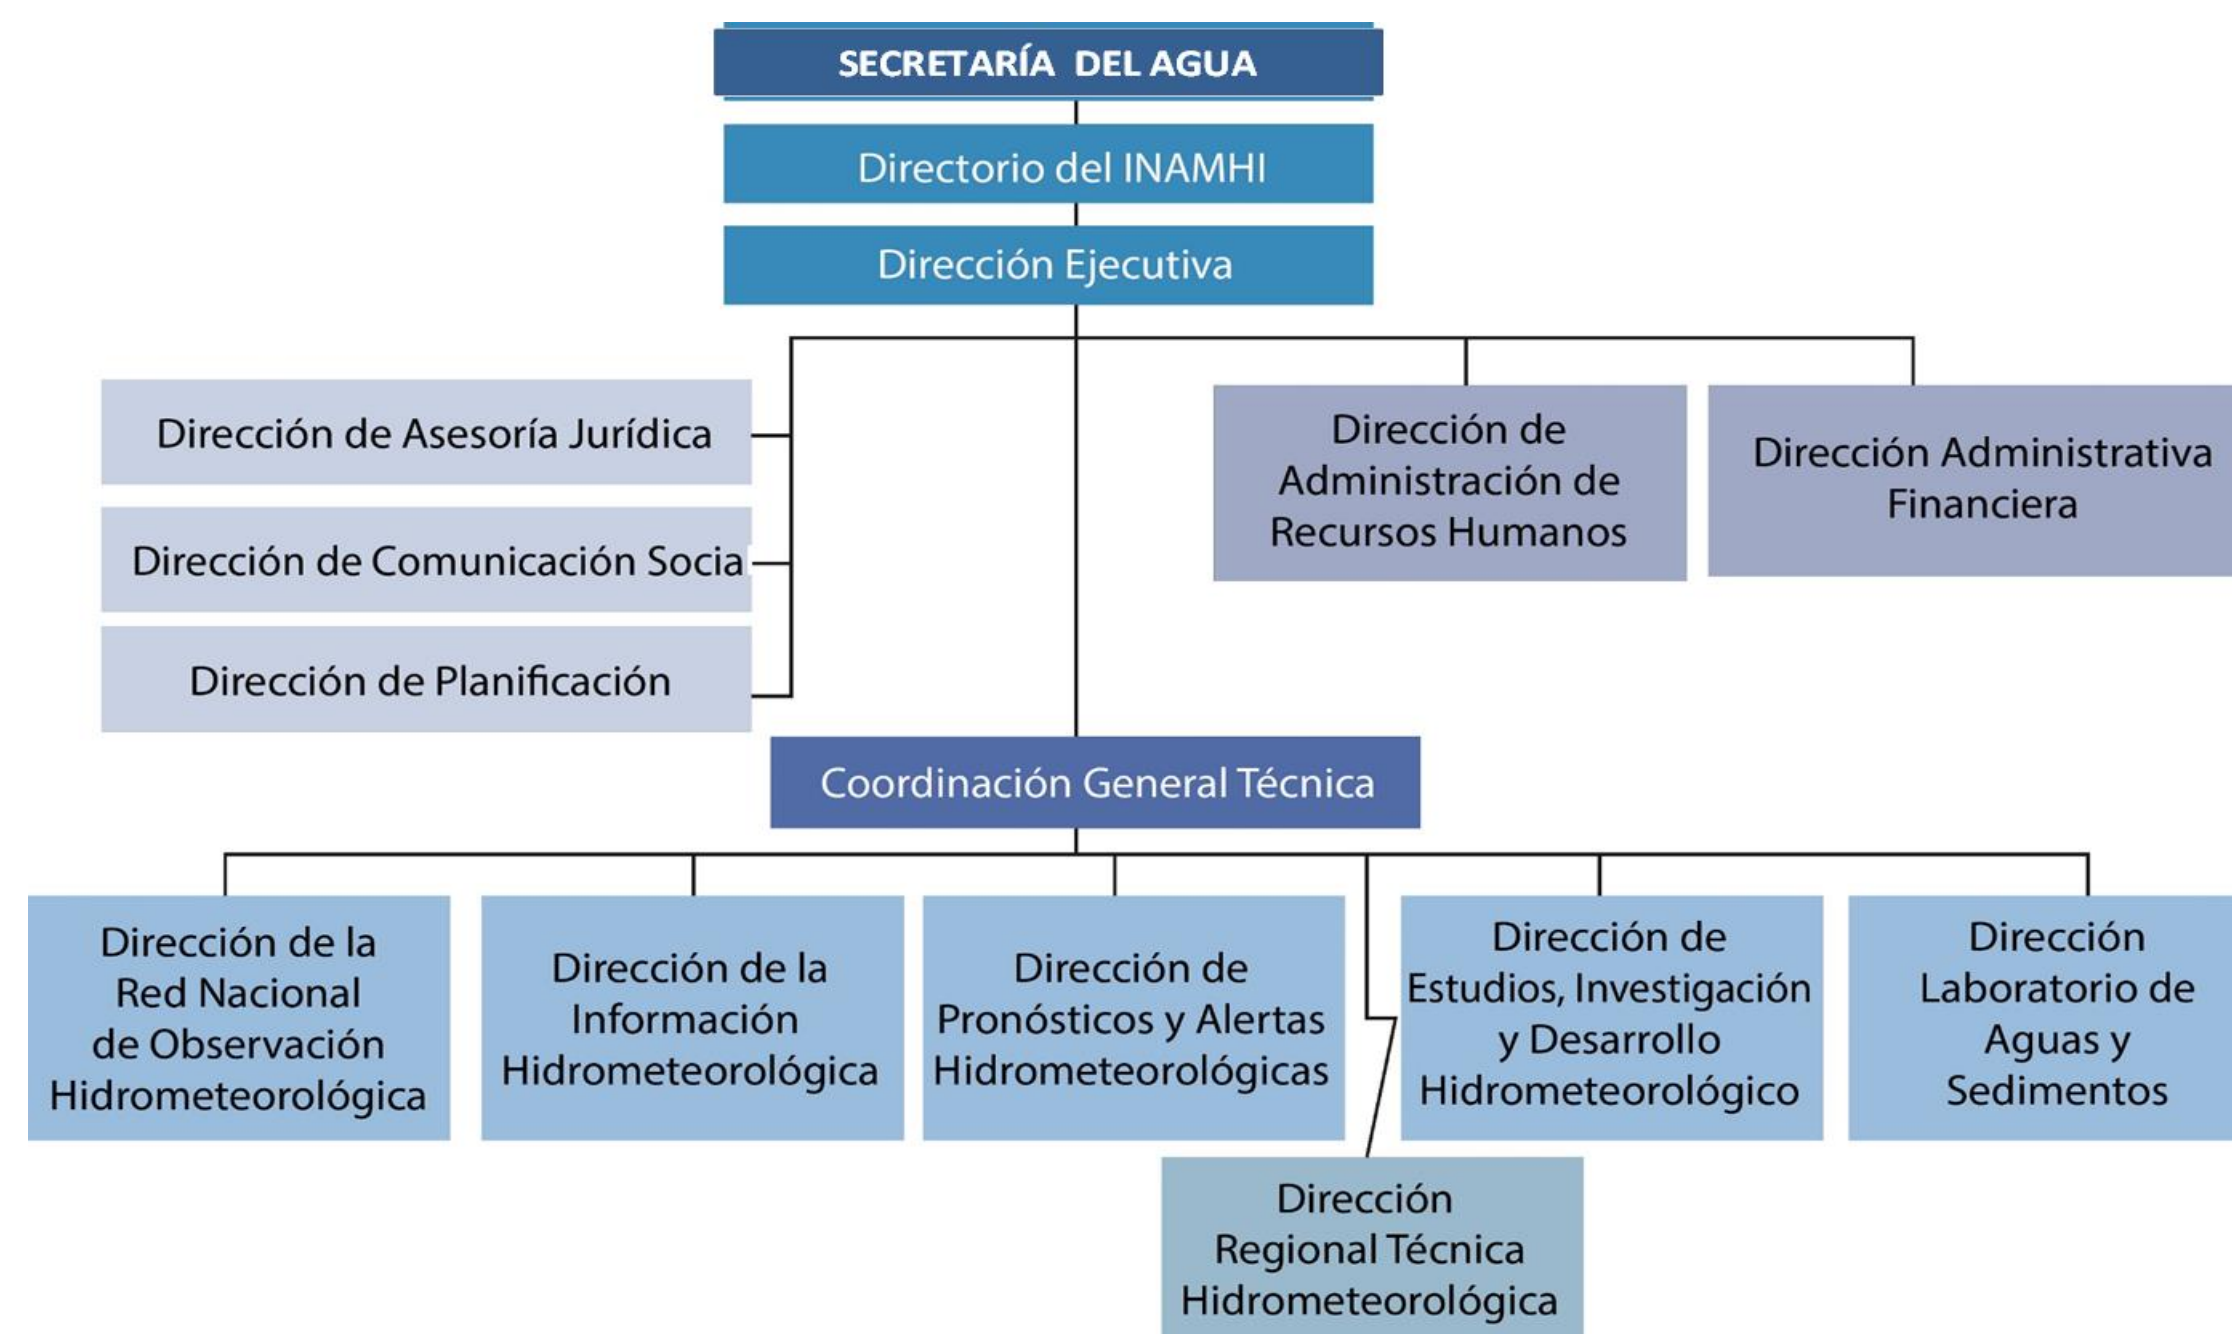 SECRETARÍA DEL AGUA
Directorio del INAMHI
Dirección Ejecutiva
Dirección de Asesoría Jurídica
Dirección de Comunicación Socia
Dirección de Planificación
Dirección de
Administración de
Recursos Humanos
Dirección Administrativa
Financiera
Coordinación General Técnica
Dirección de la
Red Nacional
de Observación
Hidrometeorológica
Dirección de la
Información
Hidrometeorológica
Dirección de
Pronósticos y Alertas
Hidrometeorológicas
Dirección de
Estudios, Investigación
y Desarrollo
Hidrometeorológico
Dirección
Laboratorio de
Aguas y
Sedimentos
Dirección
Regional Técnica
Hidrometeorológica